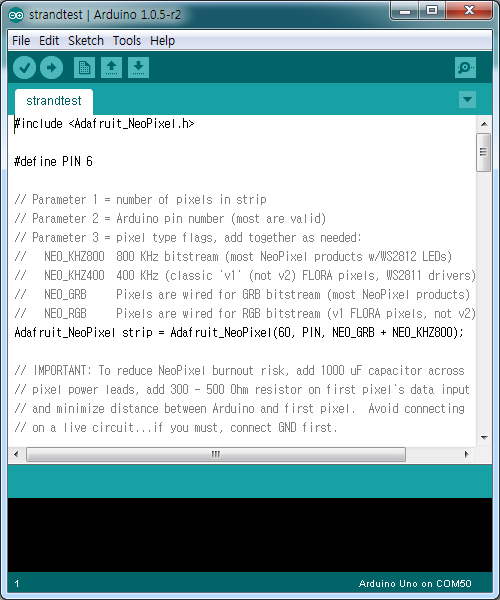 strandtest | Arduino 1.0.5-r2
File Edit Sketch Tools Help
strandtest
#include <Adafruit_NeoPixel.h>
#define PIN 6
// Parameter 1 = number of pixels in strip
// Parameter 2 = Arduino pin number (most are valid)
// Parameter 3 = pixel type flags, add together as needed:
//   NEO_KHZ800  800 KHz bitstream (most NeoPixel products w/WS2812 LEDs)
//   NEO_KHZ400  400 KHz (classic 'v1' (not v2) FLORA pixels, WS2811 drivers)
//   NEO_GRB     Pixels are wired for GRB bitstream (most NeoPixel products)
//   NEO_RGB     Pixels are wired for RGB bitstream (v1 FLORA pixels, not v2)
Adafruit_NeoPixel strip = Adafruit_NeoPixel(60, PIN, NEO_GRB + NEO_KHZ800);
// IMPORTANT: To reduce NeoPixel burnout risk, add 1000 uF capacitor across
// pixel power leads, add 300 - 500 Ohm resistor on first pixel's data input
// and minimize distance between Arduino and first pixel.  Avoid connecting
// on a live circuit...if you must, connect GND first.
1 Arduino Uno on COM50